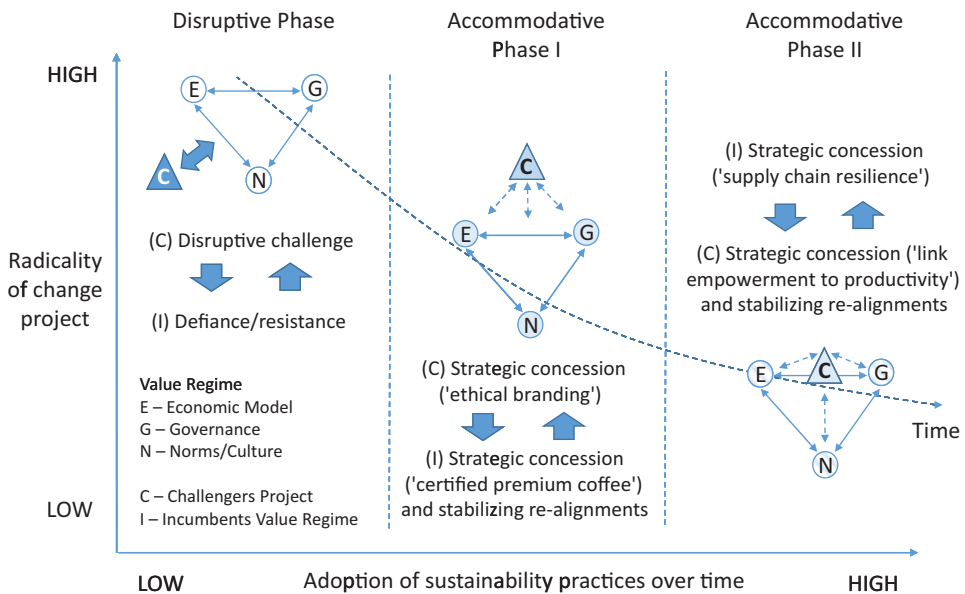 Disruptive Phase
Accommodative
Phase I
Accommodative
Phase II
HIGH
Radicality
of change
project
LOW
E
G
C
N
(C) Disruptive challenge
(I) Defiance/resistance
Value Regime
E – Economic Model
G – Governance
N – Norms/Culture
C – Challengers Project
I – Incumbents Value Regime
C
E
G
N
(C) Strategic concession
('ethical branding')
(I) Strategic concession
('certified premium coffee')
and stabilizing re-alignments
(I) Strategic concession
('supply chain resilience')
(C) Strategic concession ('link
empowerment to productivity')
and stabilizing re-alignments
E
C
G
N
Time
LOW
Adoption of sustainability practices over time
HIGH